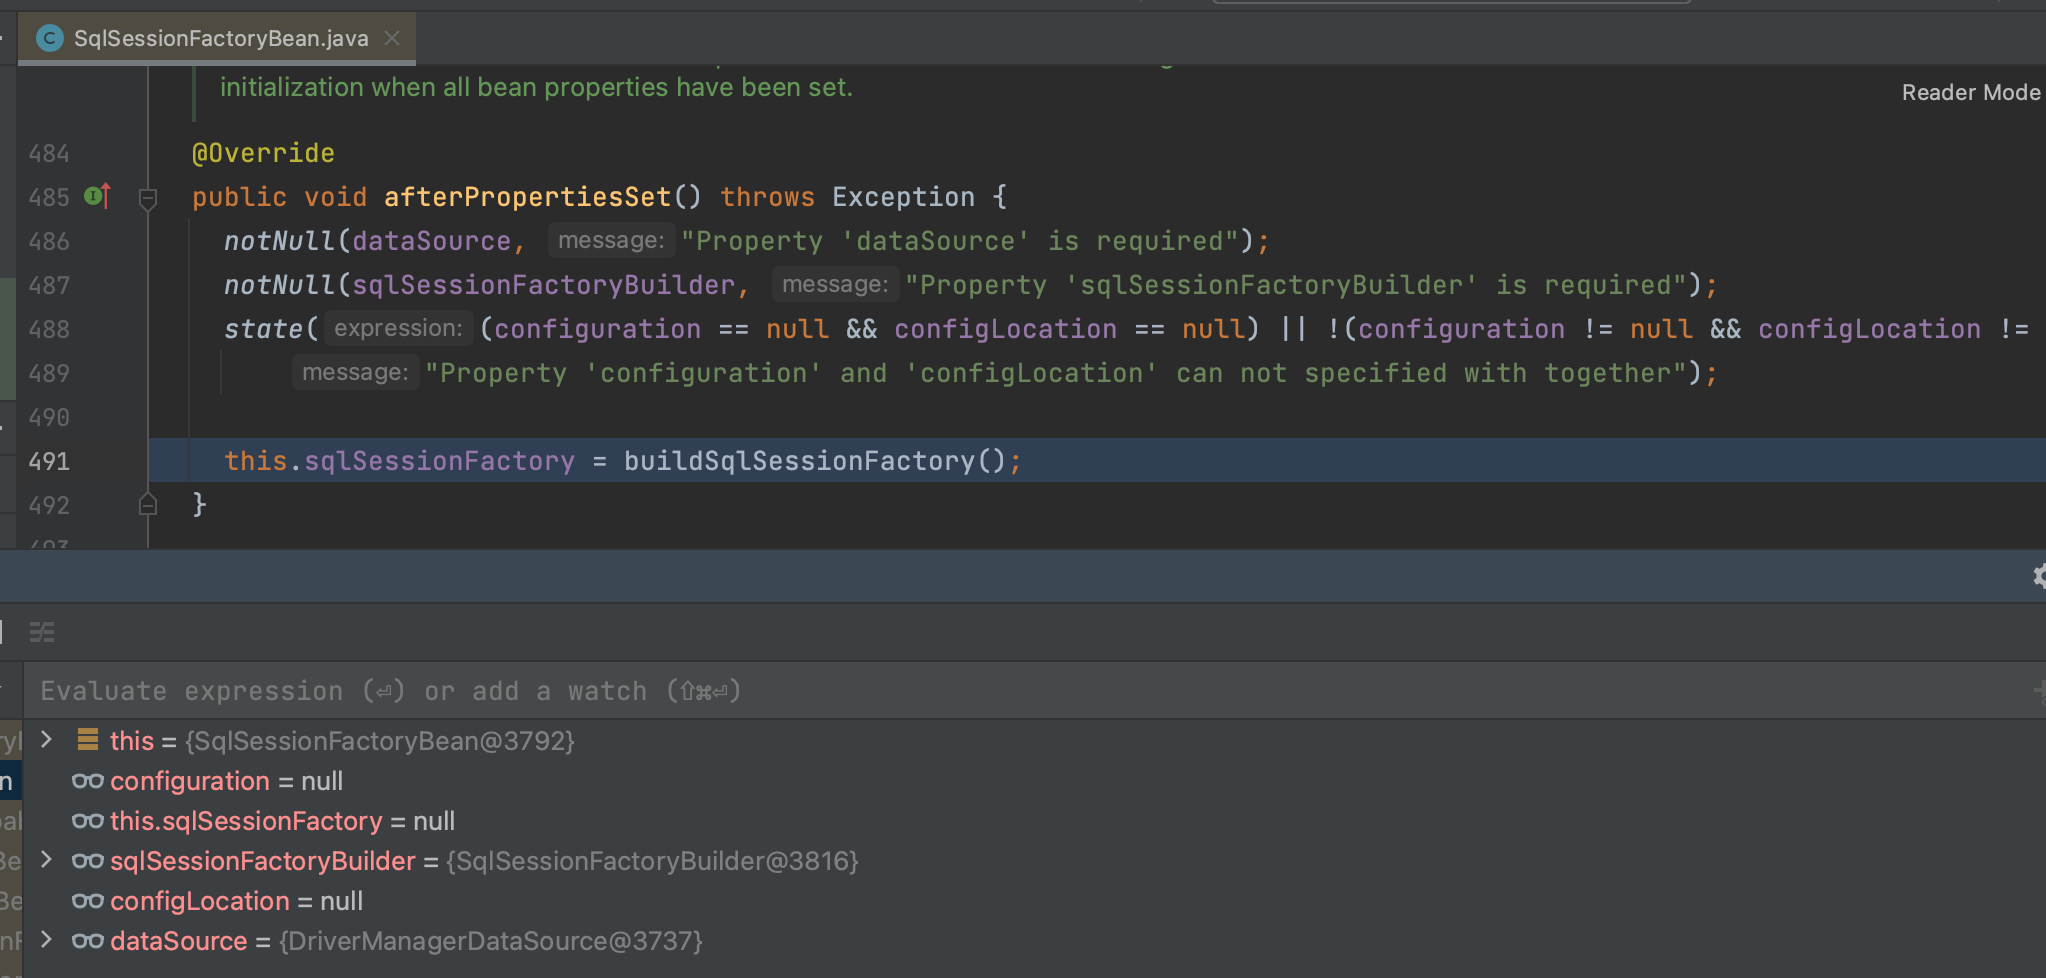 SqlSessionFactoryBean.java
initialization when all bean properties have been set.
Reader Mode
484 @Override
485 public void afterPropertiesSet() throws Exception {
486 notNull(dataSource, message: "Property 'dataSource' is required");
487 notNull(sqlSessionFactoryBuilder, message: "Property 'sqlSessionFactoryBuilder' is required");
488 state( expression: (configuration == null && configLocation == null) || !(configuration != null && configLocation !=
489 message: "Property 'configuration' and 'configLocation' can not specified with together");
490
491 this.sqlSessionFactory = buildSqlSessionFactory();
492 }
Evaluate expression (⏎) or add a watch (⇧⌘⏎)
this = {SqlSessionFactoryBean@3792}
configuration = null
this.sqlSessionFactory = null
sqlSessionFactoryBuilder = {SqlSessionFactoryBuilder@3816}
configLocation = null
dataSource = {DriverManagerDataSource@3737}